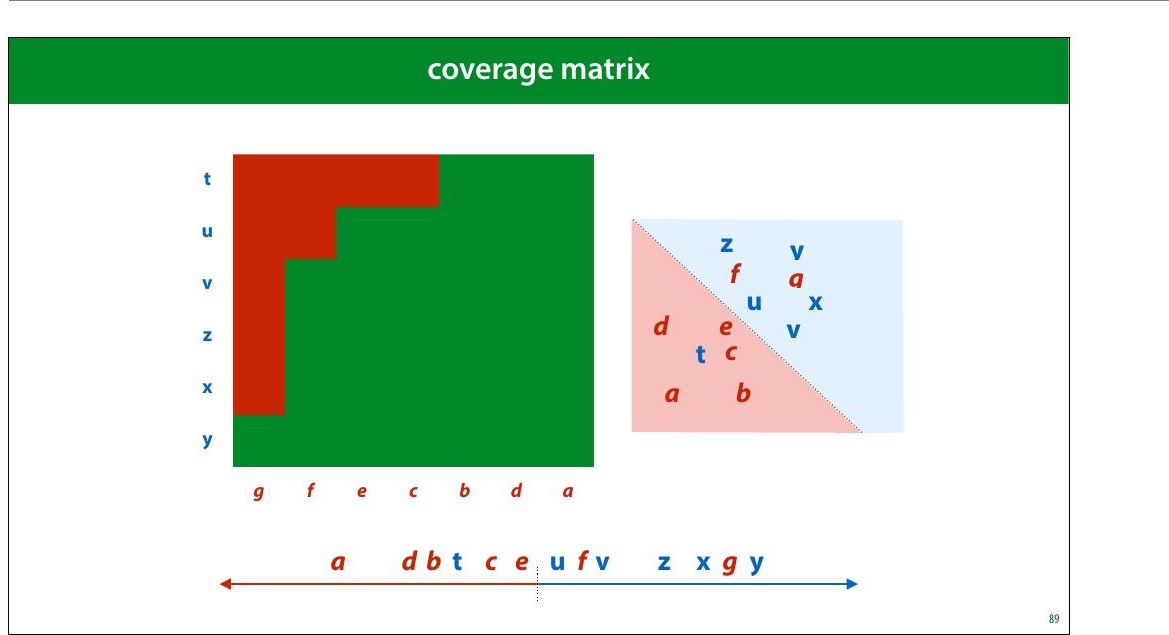 coverage matrix
t
u
v
z
x
y
g f e c b d a
z v
f q
u x
d e v
t c
a b
a d b t c e u f v z x g y
89